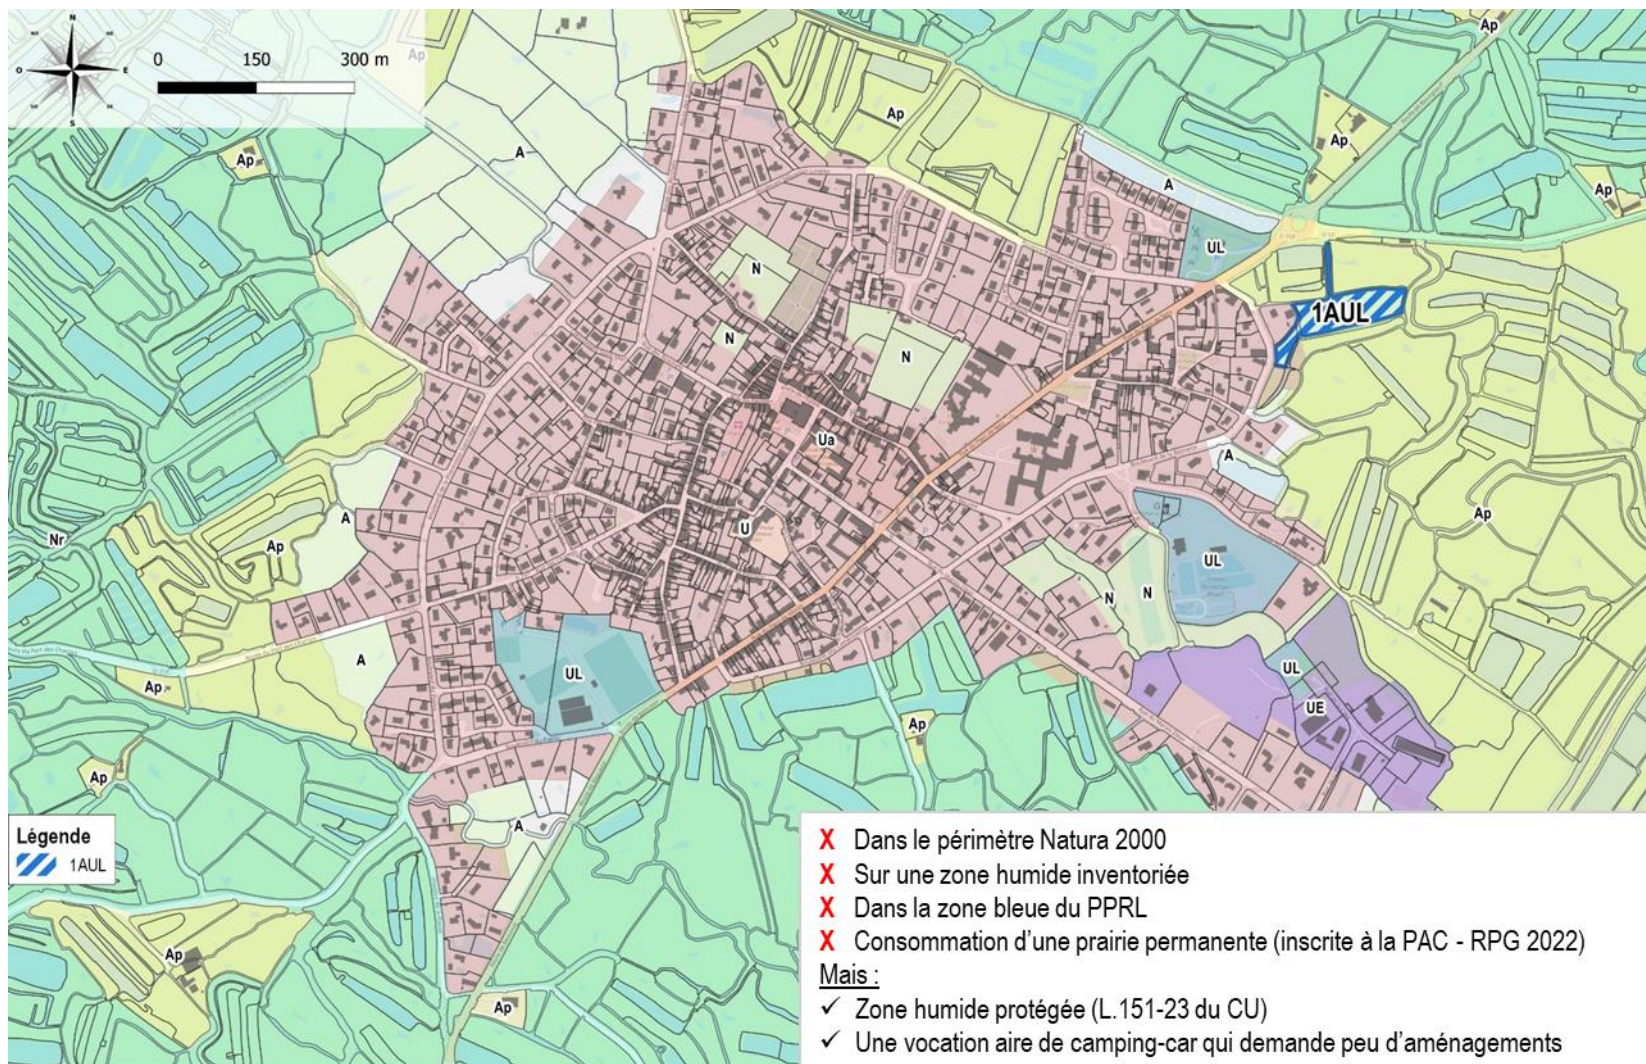 N
O
E
S
0 150 300 m
Ap
Ap
Ap
A
Ap
Ap
A
Ap
UL
N
1AUL
N
N
Ua
A
Ap
A
U
Nr
Ap
UL
N
N
A
UL
UL
Ap
Ap
UE
Ap
A
Ap
Ap
Légende
1AUL
X Dans le périmètre Natura 2000
X Sur une zone humide inventoriée
X Dans la zone bleue du PPRL
X Consommation d’une prairie permanente (inscrite à la PAC - RPG 2022)
Mais :
✓ Zone humide protégée (L.151-23 du CU)
✓ Une vocation aire de camping-car qui demande peu d’aménagements